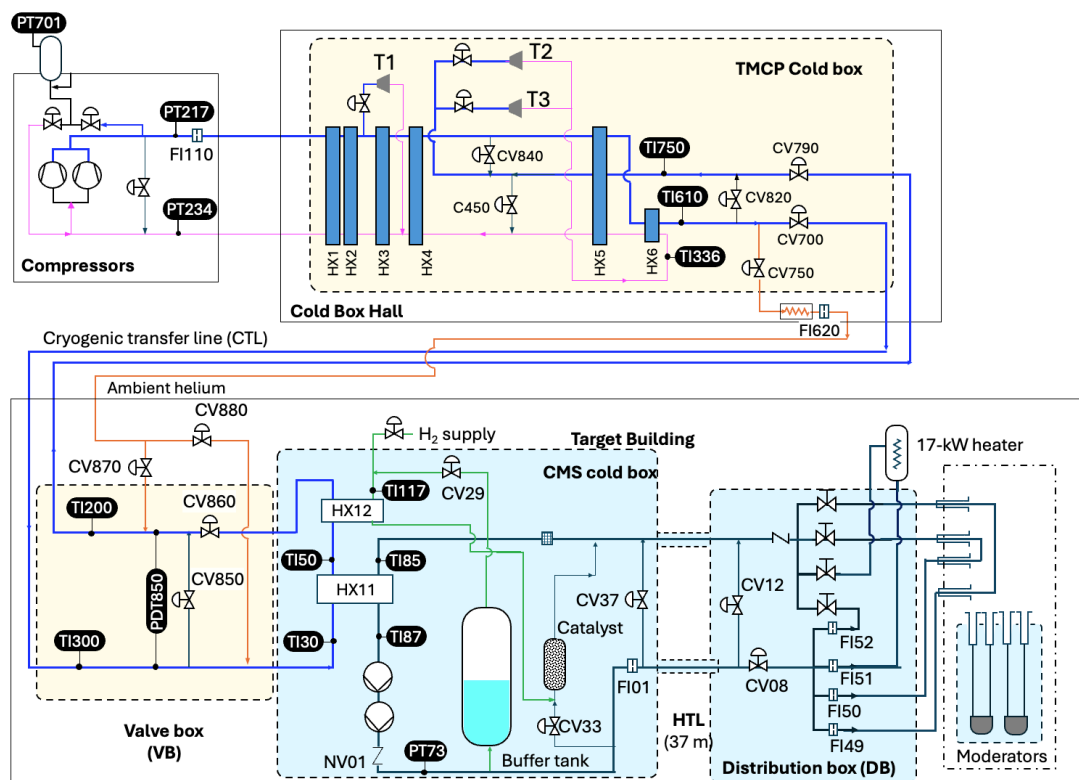 PT701
T1
T2
T3
TMCP Cold box
PT217
FI110
CV840
TI750
CV790
C450
TI610
CV820
CV700
PT234
HX1
HX2
HX3
HX4
HX5
HX6
TI336
CV750
Compressors
Cold Box Hall
FI620
Cryogenic transfer line (CTL)
Ambient helium
CV880
H2 supply
Target Building
17-kW heater
CV870
CV29
CMS cold box
TI117
TI200
CV860
HX12
TI50
TI85
PDT850
CV850
HX11
CV37
CV12
Catalyst
TI300
TI30
TI87
FI52
FI01
CV08
FI51
Valve box
(VB)
CV33
HTL
(37 m)
FI50
NV01
PT73
Buffer tank
FI49
Moderators
Distribution box (DB)